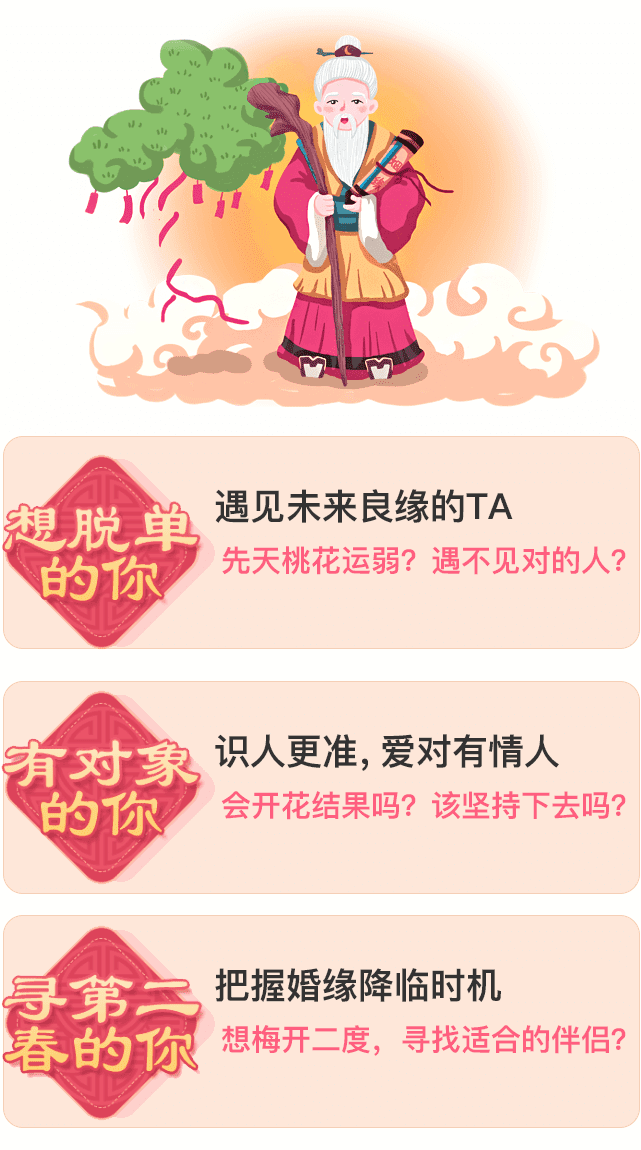 姻缘
想脱单
的你
遇见未来良缘的TA
先天桃花运弱？遇不见对的人？
有对象
的你
识人更准，爱对有情人
会开花结果吗？该坚持下去吗？
寻第二
春的你
把握婚缘降临时机
想梅开二度，寻找适合的伴侣？